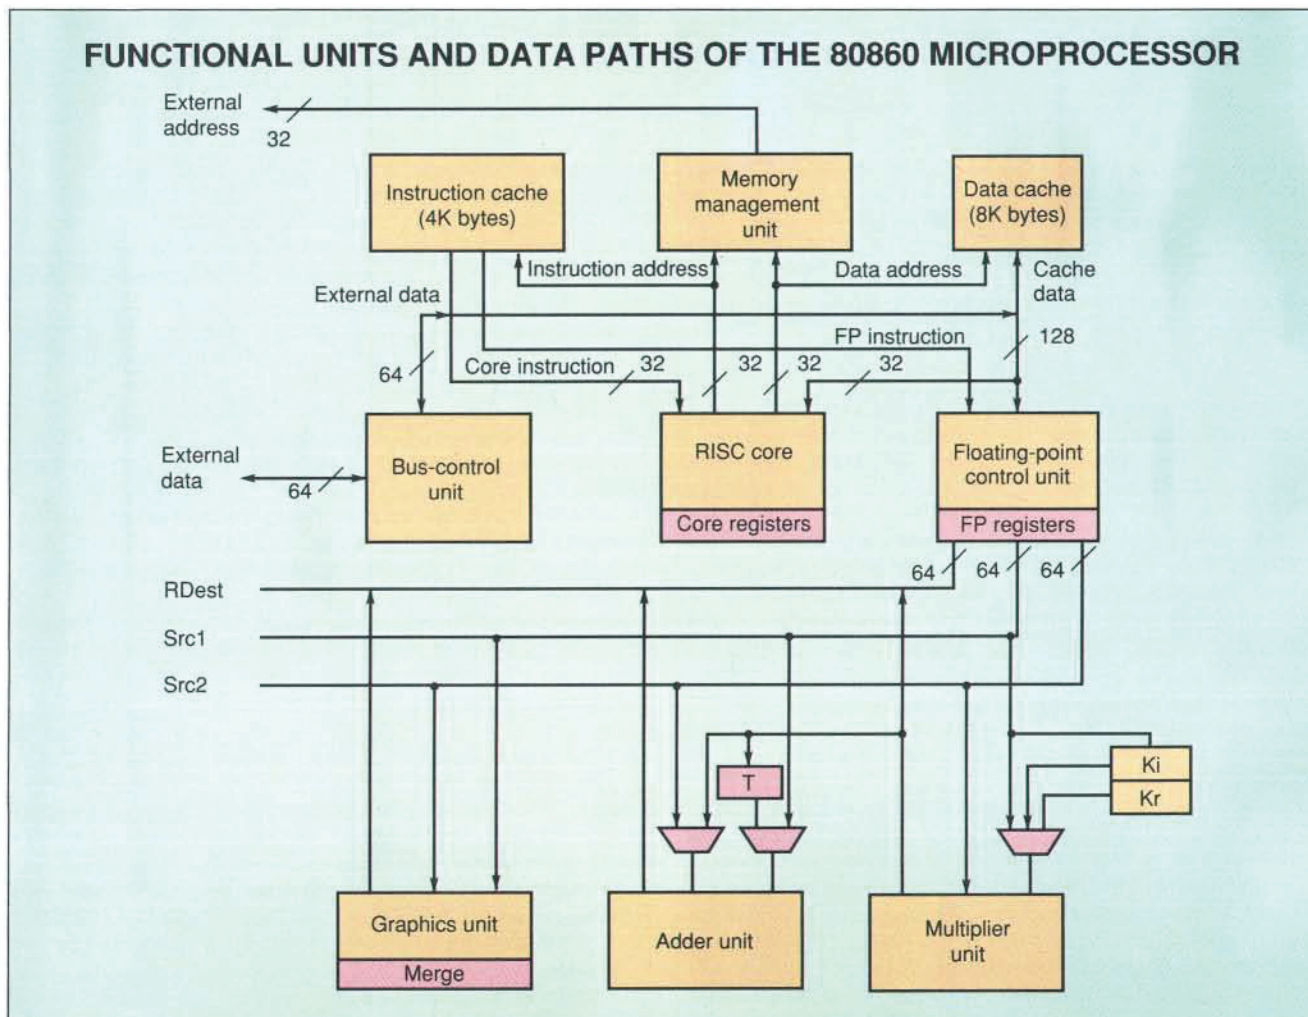 FUNCTIONAL UNITS AND DATA PATHS OF THE 80860 MICROPROCESSOR
External
address
32
Instruction cache
(4K bytes)
Memory
management
unit
Data cache
(8K bytes)
Instruction address
Data address
Cache
data
External data
FP instruction
128
64
Core instruction
32
32
32
32
Bus-control
unit
RISC core
Core registers
Floating-point
control unit
FP registers
External
data
64
64
64
64
RDest
Src1
Src2
T
Ki
Kr
Graphics unit
Merge
Adder unit
Multiplier
unit